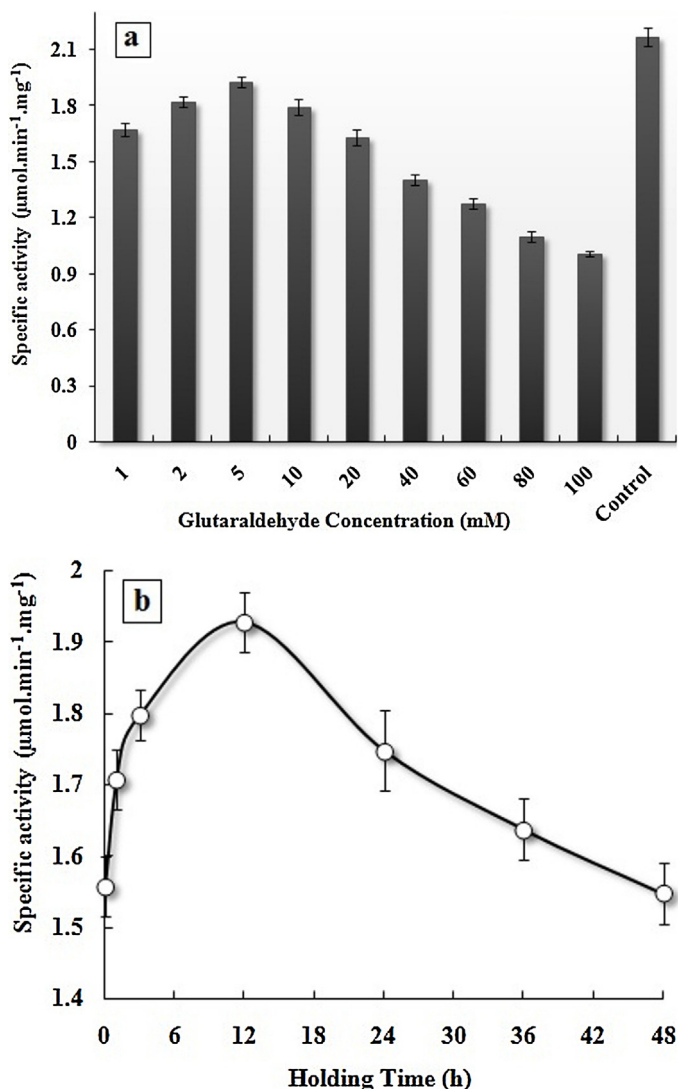 a
Specific activity (µmol.min⁻¹.mg⁻¹)
2.1
1.8
1.5
1.2
0.9
0.6
0.3
0
1 2 5 10 20 40 60 80 100 Control
Glutaraldehyde Concentration (mM)
b
Specific activity (µmol.min⁻¹.mg⁻¹)
2
1.9
1.8
1.7
1.6
1.5
1.4
0 6 12 18 24 30 36 42 48
Holding Time (h)